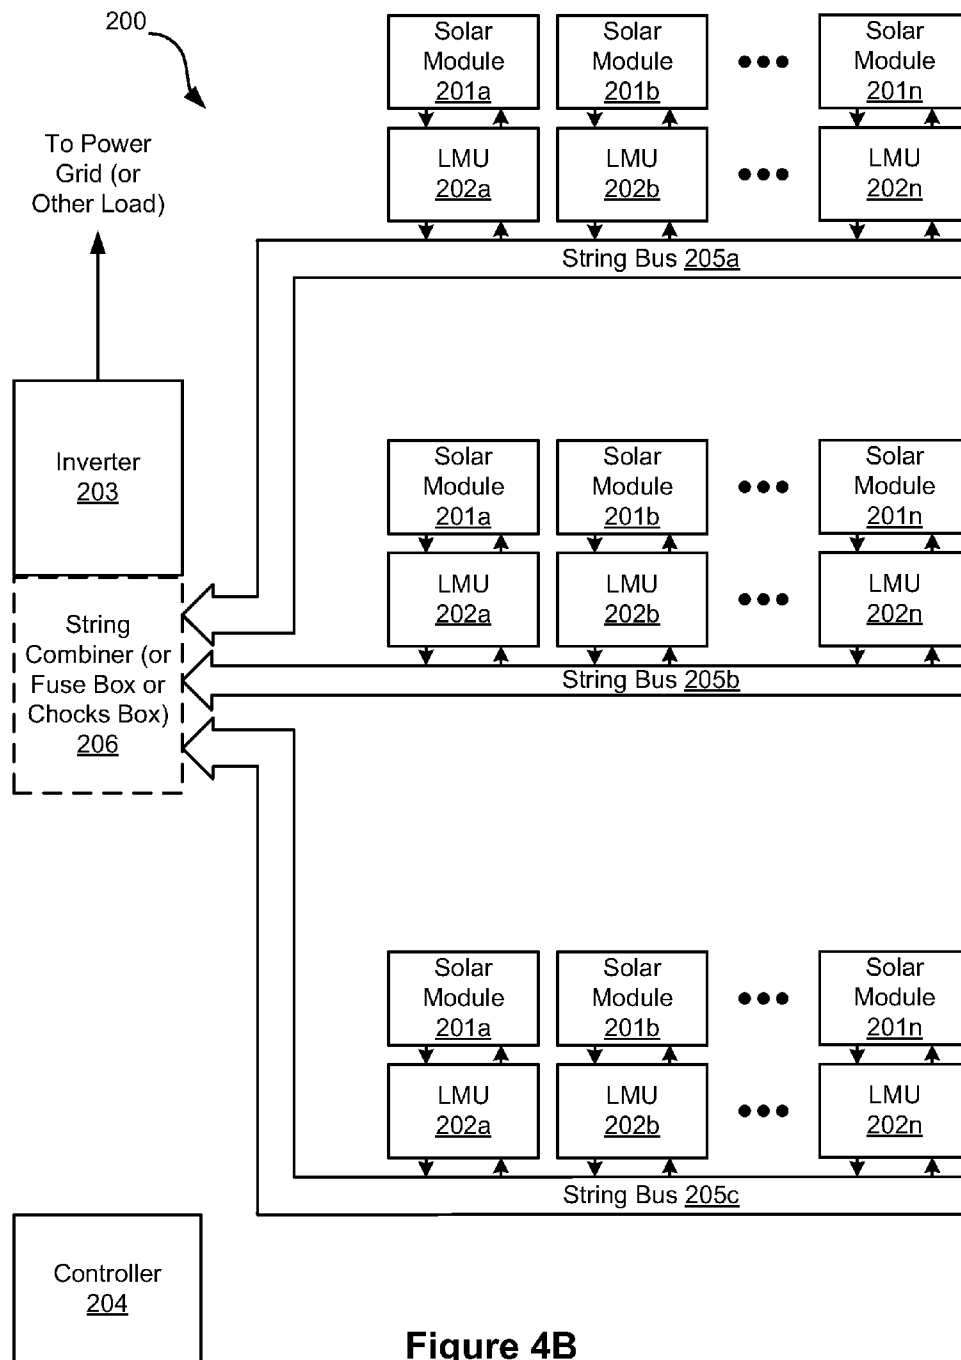 200
Solar
Module
201a
Solar
Module
201b
Solar
Module
201n
LMU
202a
LMU
202b
LMU
202n
String Bus 205a
To Power
Grid (or
Other Load)
Inverter
203
String
Combiner (or
Fuse Box or
Chocks Box)
206
Solar
Module
201a
Solar
Module
201b
Solar
Module
201n
LMU
202a
LMU
202b
LMU
202n
String Bus 205b
Solar
Module
201a
Solar
Module
201b
Solar
Module
201n
LMU
202a
LMU
202b
LMU
202n
String Bus 205c
Controller
204
Figure 4B